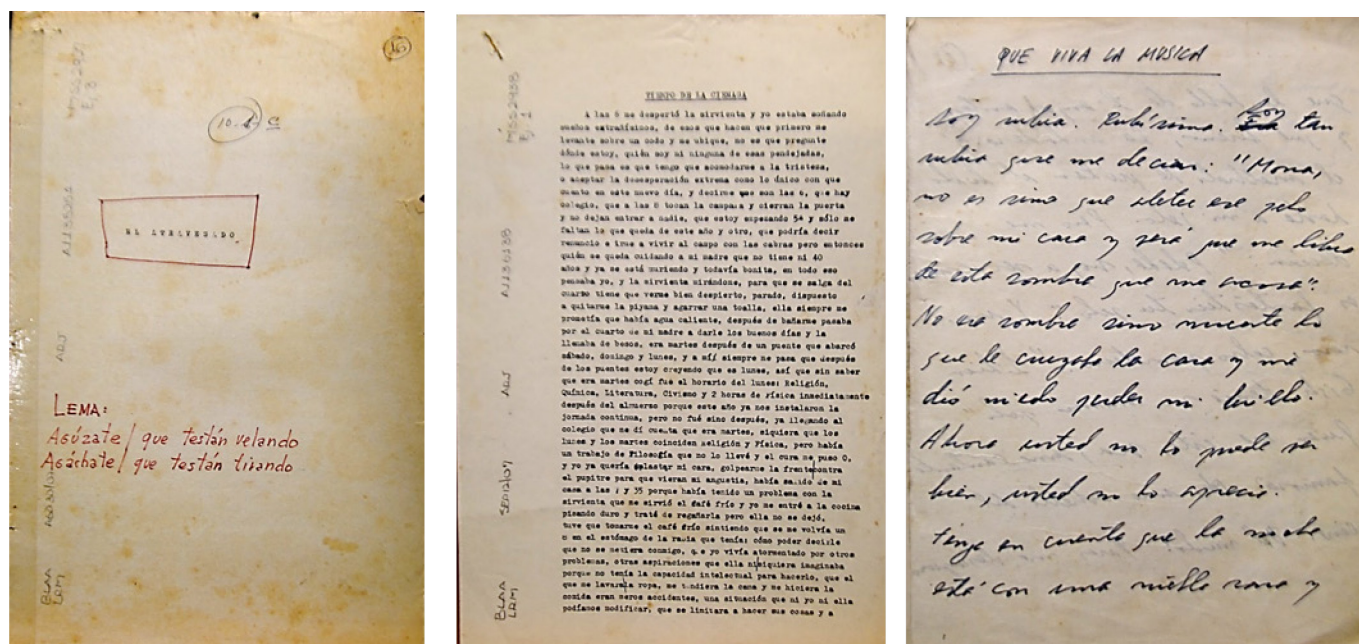 16
EL ATRAVESADO
LEMA:
Agúzate/ que testán velando
Agáchate/ que testán tirando
ADJ
BLAA
LRM
TIEMPO DE LA CIENAGA
A las 6 me despertó la sirvienta y yo estaba soñando
sueños extrañísimos, de esos que hacen que primero me
levante sobre un codo y me ubique, no es que pregunte
dónde estoy, quién soy ni ninguna de esas pendejadas,
lo que pasa es que tengo que acomodarme a la tristeza,
o aceptar la desesperación extrema como lo único con que
cuento en este nuevo día, y decirme que son las 6, que hay
colegio, que a las 8 tocan la campana y cierran la puerta
y no dejan entrar a nadie, que estoy empezando 5º y sólo me
faltan lo que queda de este año y otro, que podría decir
renuncio e irme a vivir al campo con las cabras pero entonces
quién se queda cuidando a mi madre que no tiene ni 40
años y ya se está muriendo y todavía bonita, en todo eso
pensaba yo, y la sirvienta mirándome, para que se salga del
cuarto tiene que verme bien despierto, parado, dispuesto
a quitarme la piyama y agarrar una toalla, ella siempre me
prometía que había agua caliente, después de bañarme pasaba
por el cuarto de mi madre a darle los buenos días y la
llenaba de besos, era martes después de un puente que abarcó
sábado, domingo y lunes, y a mí siempre me pasa que después
de los puentes estoy creyendo que es lunes, así que sin saber
que era martes cogí fue el horario del lunes: Religión,
Química, Literatura, Civismo y 2 horas de Física inmediatamente
después del almuerzo porque este año ya nos instalaron la
jornada continua, pero no fué sino después, ya llegando al
colegio que me dí cuenta que era martes, siquiera que los
lunes y los martes coinciden Religión y Física, pero había
un trabajo de Filosofía que no lo llevé y el cura me puso 0,
y yo ya quería aplastar mi cara, golpearme la frente contra
el pupitre para que vieran mi angustia, había salido de mi
casa a las 7 y 35 porque había tenido un problema con la
sirvienta que me sirvió el café frío y yo me entré a la cocina
pisando duro y traté de regañarla pero ella no se dejó,
tuve que tomarme el café frío sintiendo que se me volvía un
en el estómago de la rabia que tenía: cómo poder decirle
que no se metiera conmigo, que yo vivía atormentado por otros
problemas, otras aspiraciones que ella ni siquiera imaginaba
porque no tenía la capacidad intelectual para hacerlo, que el
que me lavara la ropa, me tendiera la cama y me hiciera la
comida eran meros accidentes, una situación que ni yo ni ella
podíamos modificar, que se limitara a hacer sus cosas y a
ADJ
BLAA
LRM
QUE VIVA LA MUSICA
Soy rubia. Rubísima. Soy tan
rubia que me decian: "Mona,
no es sino que aletee ese pelo
sobre mi cara y verá que me libra
de esta sombra que me acosa".
No era sombra sino muerte lo
que le cruzaba la cara y me
dió miedo perder mi brillo.
Ahora usted no lo puede ver
bien, usted no lo aprecia.
tenga en cuenta que la noche
está con una niebla rara y